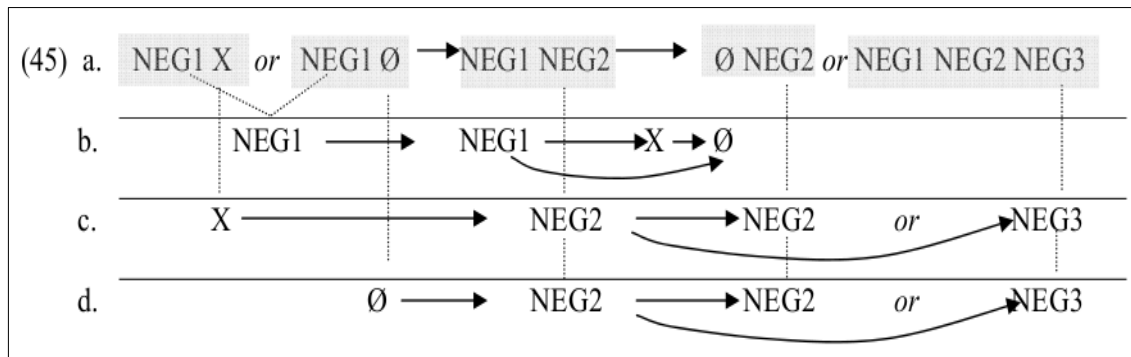 (45) a. NEG1 X or NEG1 Ø → NEG1 NEG2 → Ø NEG2 or NEG1 NEG2 NEG3
b. NEG1 → NEG1 → X → Ø
c. X → NEG2 → NEG2 or NEG3
d. Ø → NEG2 → NEG2 or NEG3